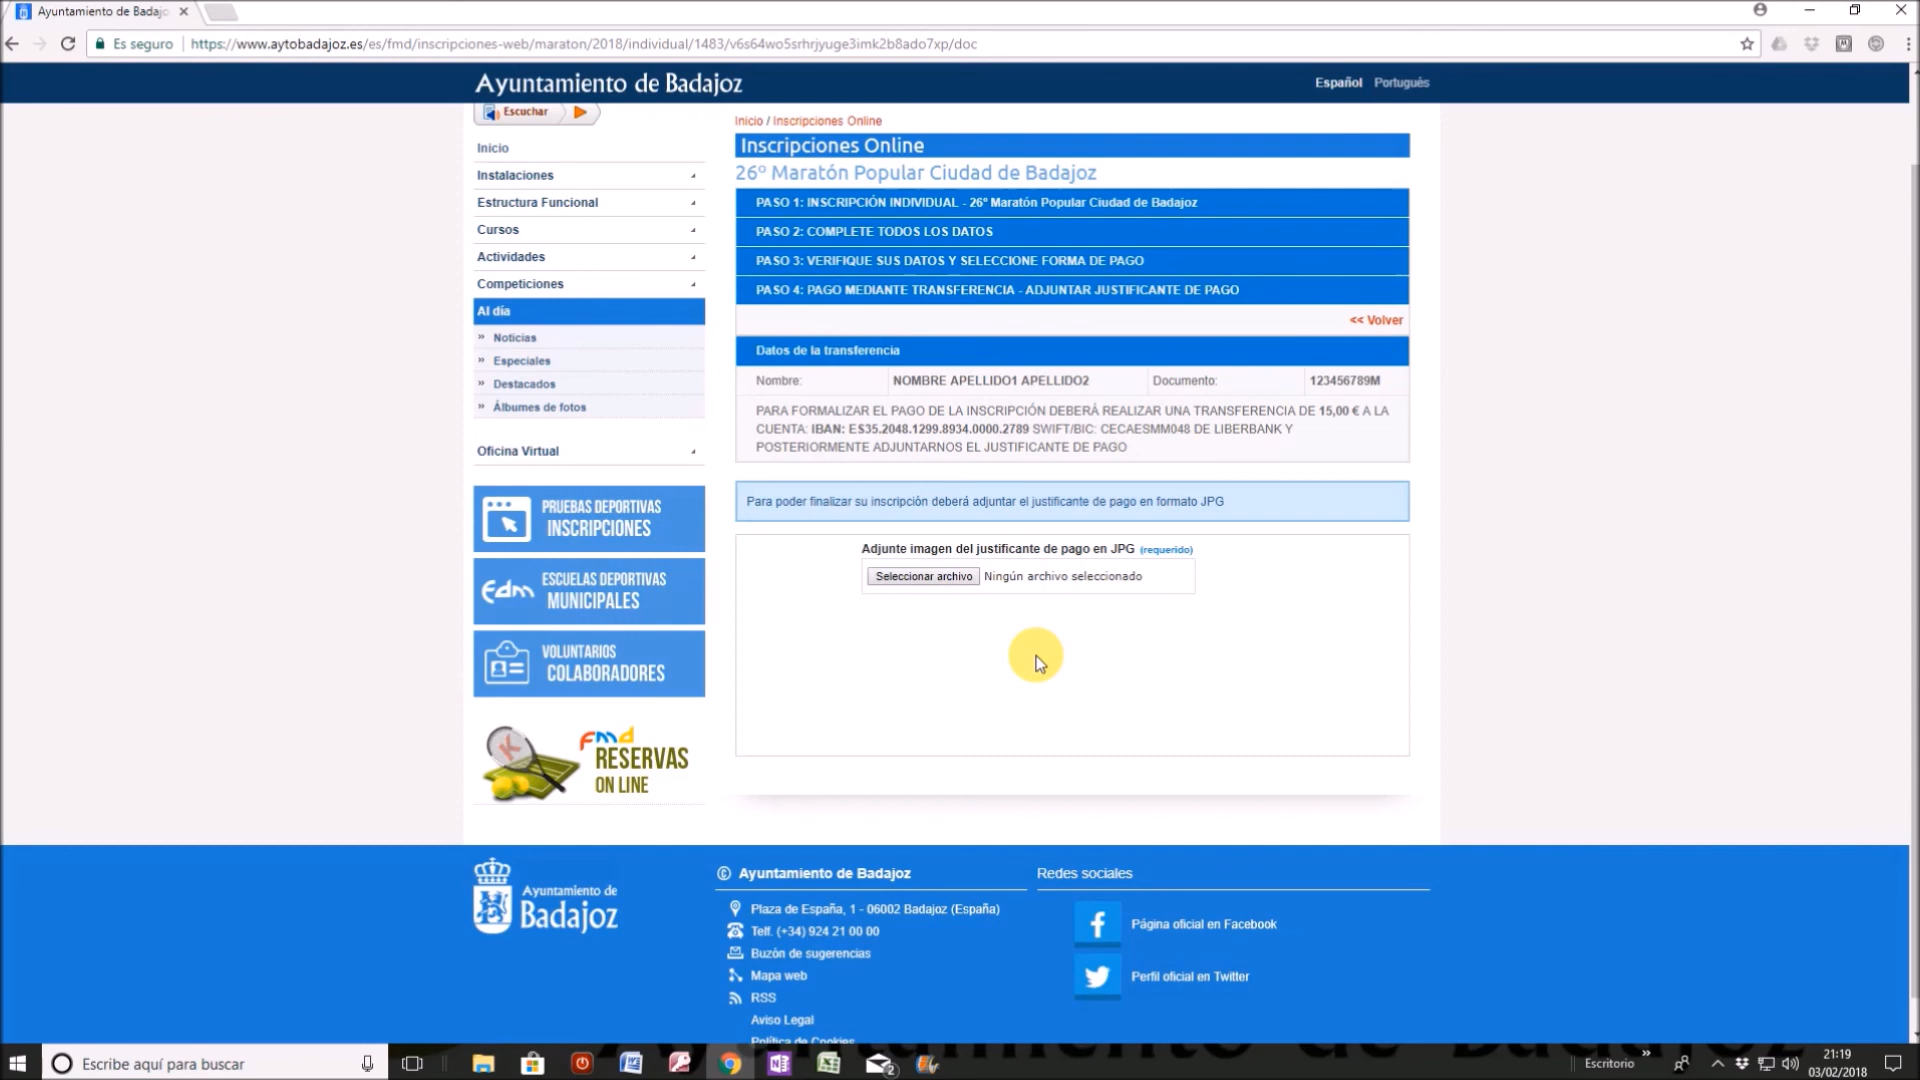 Ayuntamiento de Badajo
Es seguro
https://www.aytobadajoz.es/es/fmd/inscripciones-web/maraton/2018/individual/1483/v6s64wo5srhrjyuge3imk2b8ado7xp/doc
Ayuntamiento de Badajoz
Español Português
Escuchar
Inicio
Instalaciones
Estructura Funcional
Cursos
Actividades
Competiciones
Al día
» Noticias
» Especiales
» Destacados
» Álbumes de fotos
Oficina Virtual
PRUEBAS DEPORTIVAS
INSCRIPCIONES
Edm ESCUELAS DEPORTIVAS
MUNICIPALES
VOLUNTARIOS
COLABORADORES
K
fmd
RESERVAS
ON LINE
Inicio / Inscripciones Online
Inscripciones Online
26º Maratón Popular Ciudad de Badajoz
PASO 1: INSCRIPCIÓN INDIVIDUAL - 26º Maratón Popular Ciudad de Badajoz
PASO 2: COMPLETE TODOS LOS DATOS
PASO 3: VERIFIQUE SUS DATOS Y SELECCIONE FORMA DE PAGO
PASO 4: PAGO MEDIANTE TRANSFERENCIA - ADJUNTAR JUSTIFICANTE DE PAGO
<< Volver
Datos de la transferencia
Nombre: NOMBRE APELLIDO1 APELLIDO2 Documento: 123456789M
PARA FORMALIZAR EL PAGO DE LA INSCRIPCIÓN DEBERÁ REALIZAR UNA TRANSFERENCIA DE 15,00 € A LA
CUENTA: IBAN: ES35.2048.1299.8934.0000.2789 SWIFT/BIC: CECAESMM048 DE LIBERBANK Y
POSTERIORMENTE ADJUNTARNOS EL JUSTIFICANTE DE PAGO
Para poder finalizar su inscripción deberá adjuntar el justificante de pago en formato JPG
Adjunte imagen del justificante de pago en JPG (requerido)
Seleccionar archivo Ningún archivo seleccionado
Ayuntamiento de
Badajoz
© Ayuntamiento de Badajoz
Plaza de España, 1 - 06002 Badajoz (España)
Telf. (+34) 924 21 00 00
Buzón de sugerencias
Mapa web
RSS
Aviso Legal
Política de Cookies
Redes sociales
Página oficial en Facebook
Perfil oficial en Twitter
Ayuntamiento de Badajoz
Escribe aquí para buscar
2
Escritorio »
21:19
03/02/2018